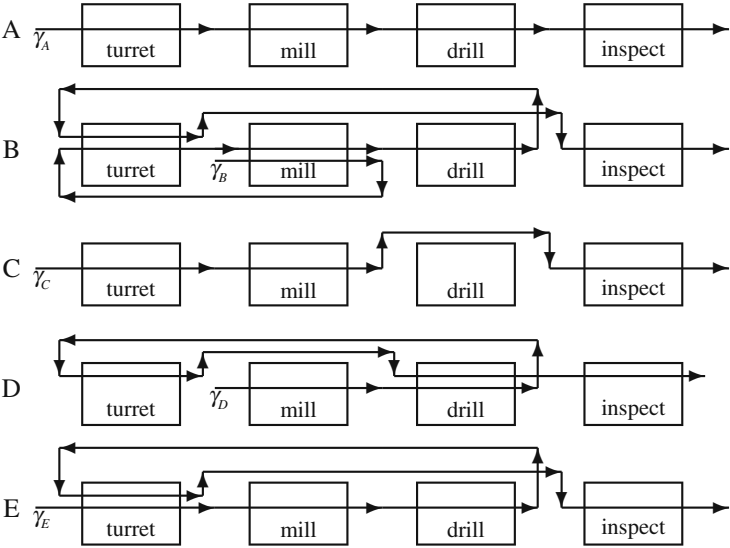 A γA turret mill drill inspect
B turret γB mill drill inspect
C γC turret mill drill inspect
D turret γD mill drill inspect
E γE turret mill drill inspect